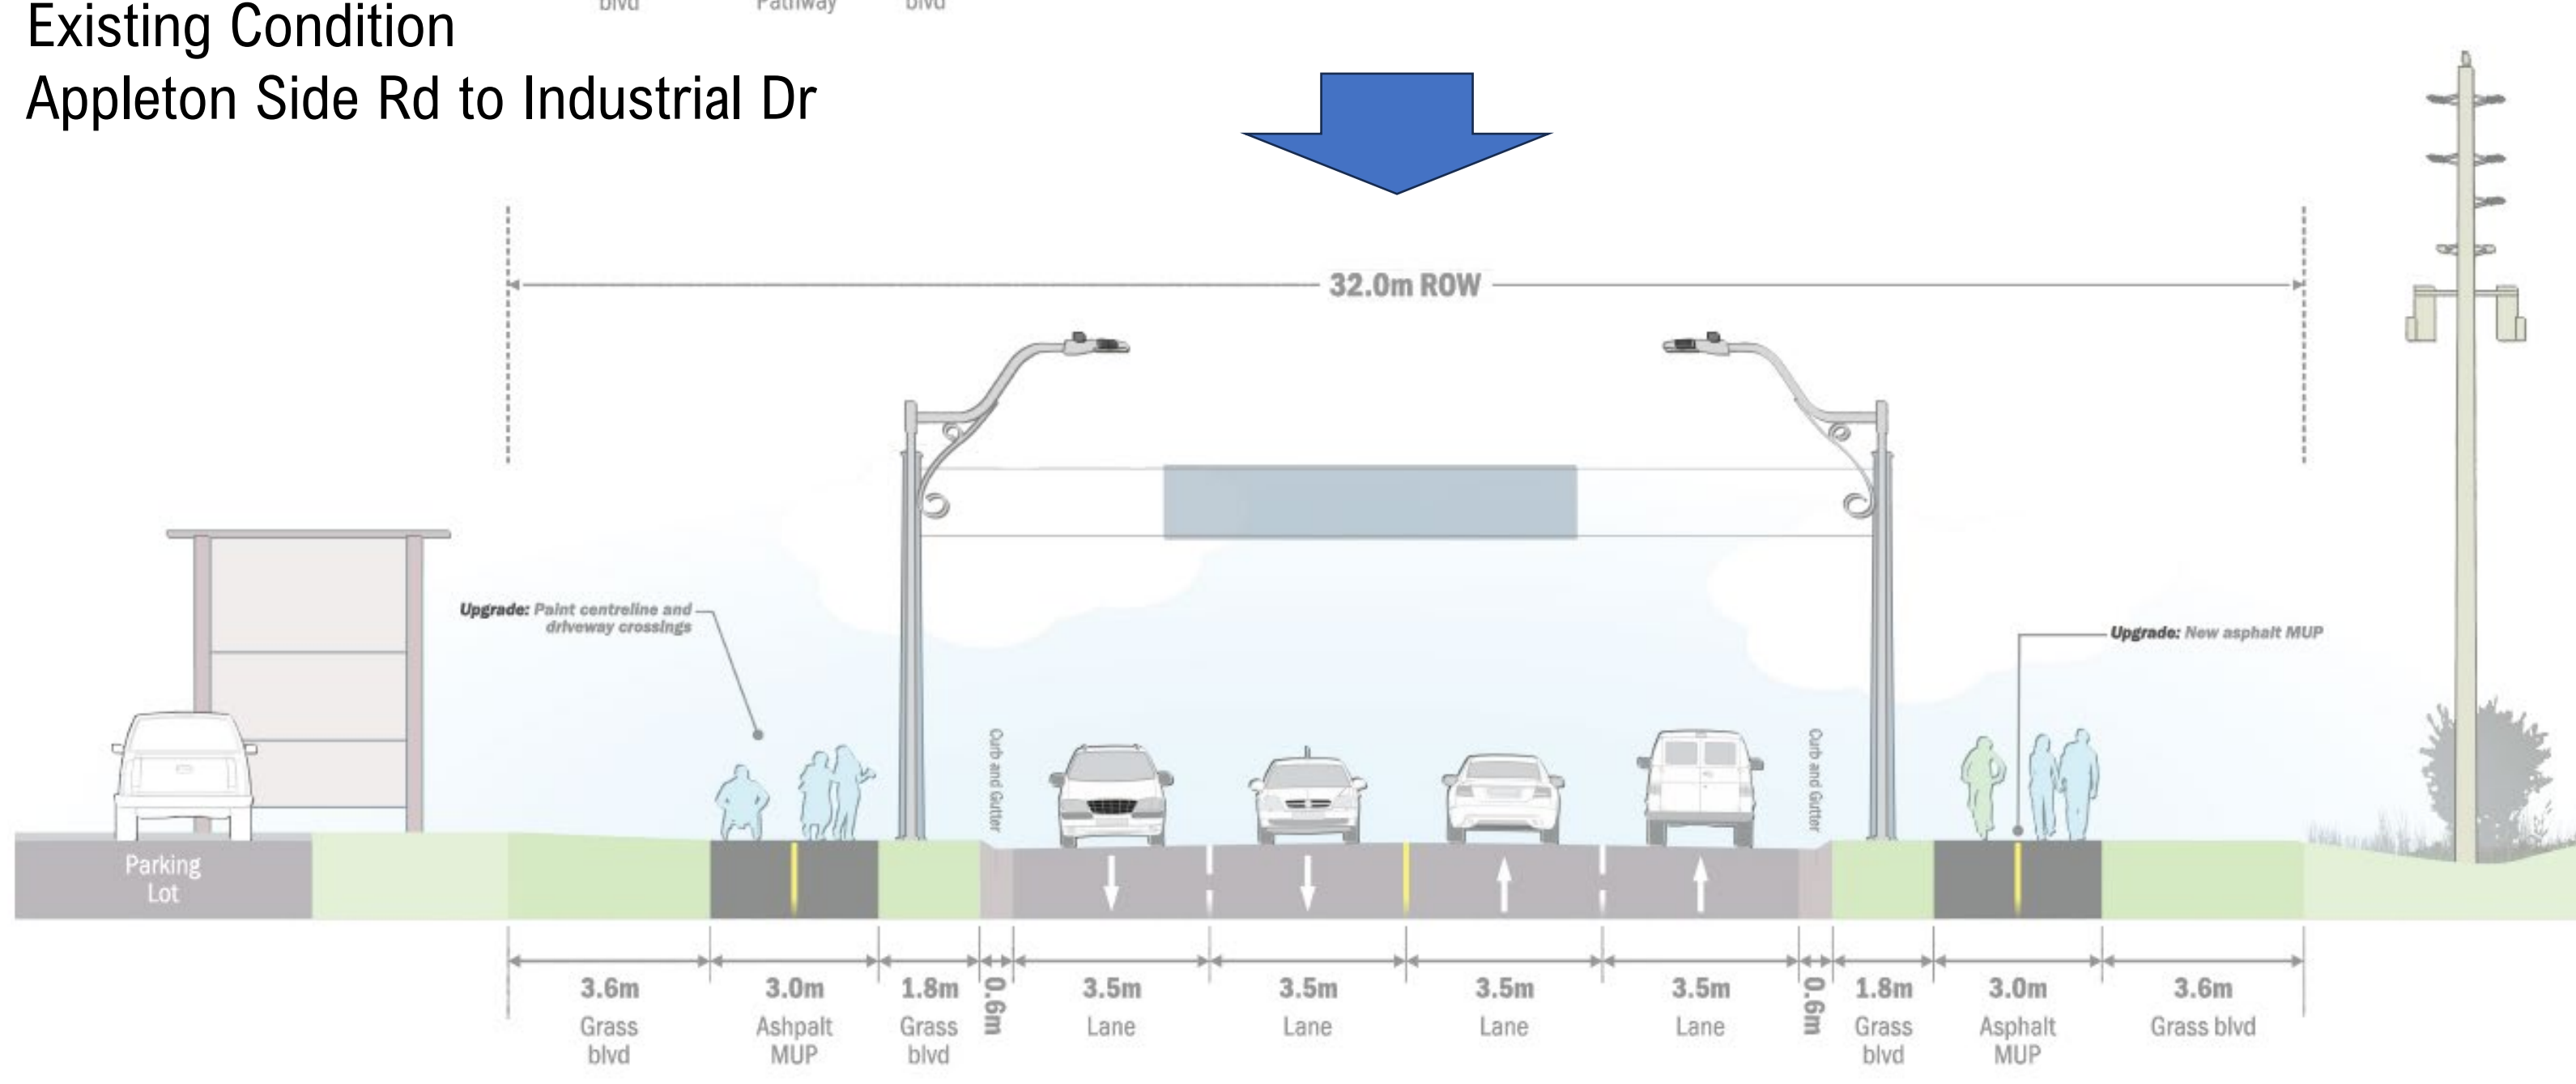 blvd Pathway blvd
Existing Condition
Appleton Side Rd to Industrial Dr
32.0m ROW
Upgrade: Paint centreline and
driveway crossings
Upgrade: New asphalt MUP
Curb and Gutter
Curb and Gutter
Parking
Lot
3.6m
Grass
blvd
3.0m
Ashpalt
MUP
1.8m
Grass
blvd
0.6m
3.5m
Lane
3.5m
Lane
3.5m
Lane
3.5m
Lane
0.6m
1.8m
Grass
blvd
3.0m
Asphalt
MUP
3.6m
Grass blvd